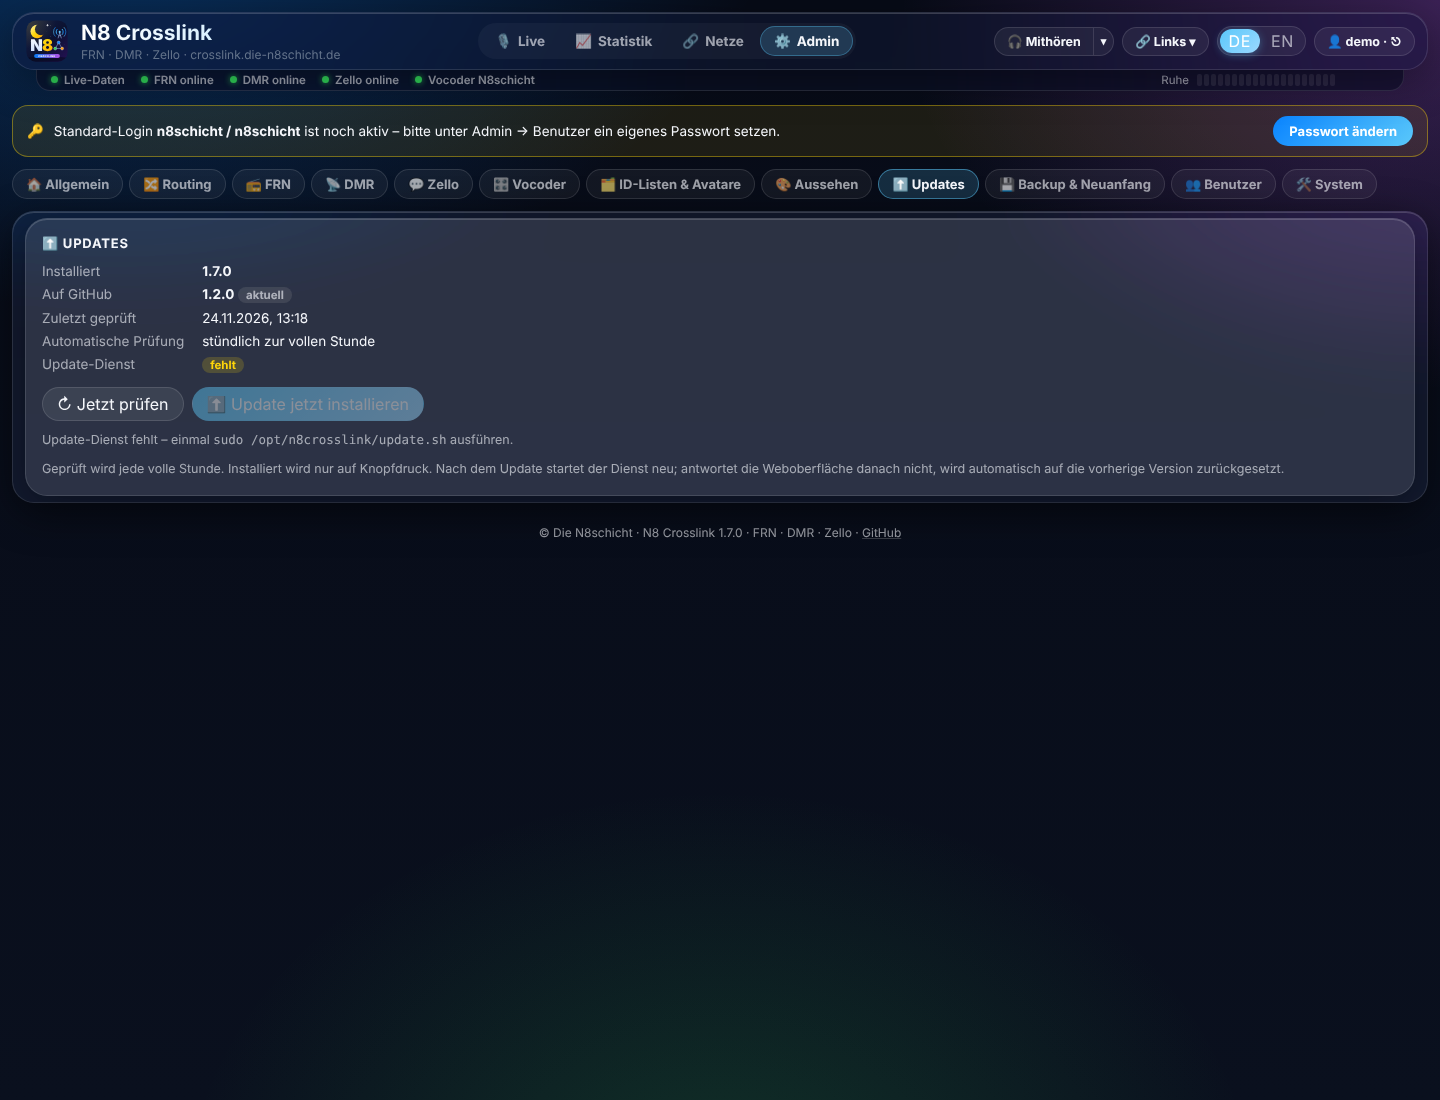 N8 Crosslink
FRN · DMR · Zello · crosslink.die-n8schicht.de
Live
Statistik
Netze
Admin
Mithören ▾
Links ▾
DE EN
demo ·
Live-Daten
FRN online
DMR online
Zello online
Vocoder N8schicht
Ruhe
Standard-Login n8schicht / n8schicht ist noch aktiv – bitte unter Admin → Benutzer ein eigenes Passwort setzen.
Passwort ändern
Allgemein
Routing
FRN
DMR
Zello
Vocoder
ID-Listen & Avatare
Aussehen
Updates
Backup & Neuanfang
Benutzer
System
UPDATES
Installiert 1.7.0
Auf GitHub 1.2.0 aktuell
Zuletzt geprüft 24.11.2026, 13:18
Automatische Prüfung stündlich zur vollen Stunde
Update-Dienst fehlt
↻ Jetzt prüfen
Update jetzt installieren
Update-Dienst fehlt – einmal sudo /opt/n8crosslink/update.sh ausführen.
Geprüft wird jede volle Stunde. Installiert wird nur auf Knopfdruck. Nach dem Update startet der Dienst neu; antwortet die Weboberfläche danach nicht, wird automatisch auf die vorherige Version zurückgesetzt.
© Die N8schicht · N8 Crosslink 1.7.0 · FRN · DMR · Zello · GitHub